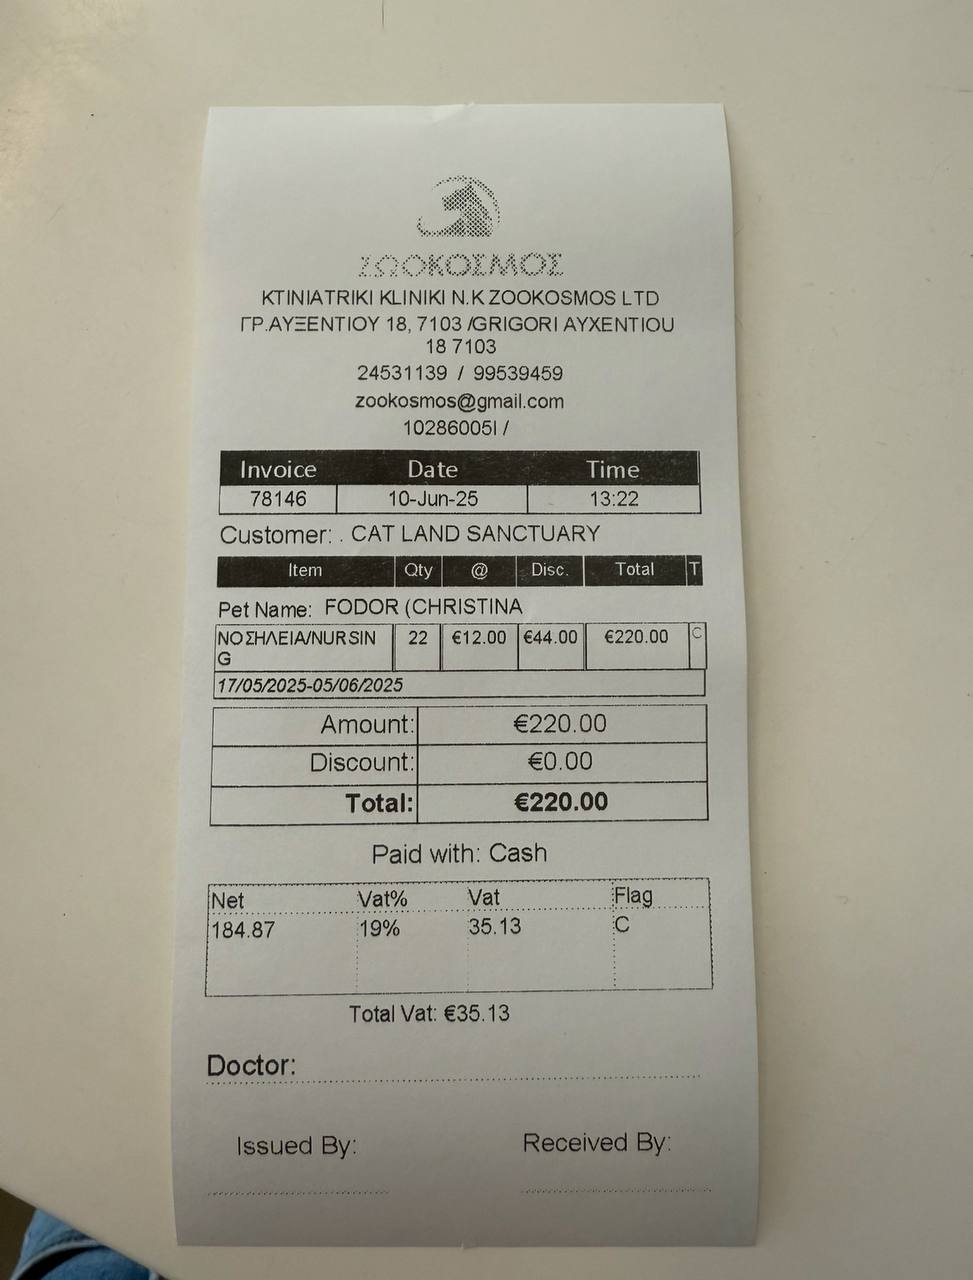 ΖΩΟΚΟΣΜΟΣ
KTINIATRIKI KLINIKI N.K ZOOKOSMOS LTD
ΓΡ.ΑΥΞΕΝΤΙΟΥ 18, 7103 /GRIGORI AYXENTIOU
18 7103
24531139 / 99539459
zookosmos@gmail.com
10286005I /
Invoice Date Time
78146 10-Jun-25 13:22
Customer: . CAT LAND SANCTUARY
Item Qty @ Disc. Total T
Pet Name: FODOR (CHRISTINA
ΝΟΣΗΛΕΙΑ/NURSIN 22 €12.00 €44.00 €220.00 C
G
17/05/2025-05/06/2025
Amount: €220.00
Discount: €0.00
Total: €220.00
Paid with: Cash
Net Vat% Vat Flag
184.87 19% 35.13 C
Total Vat: €35.13
Doctor:
Issued By: Received By: